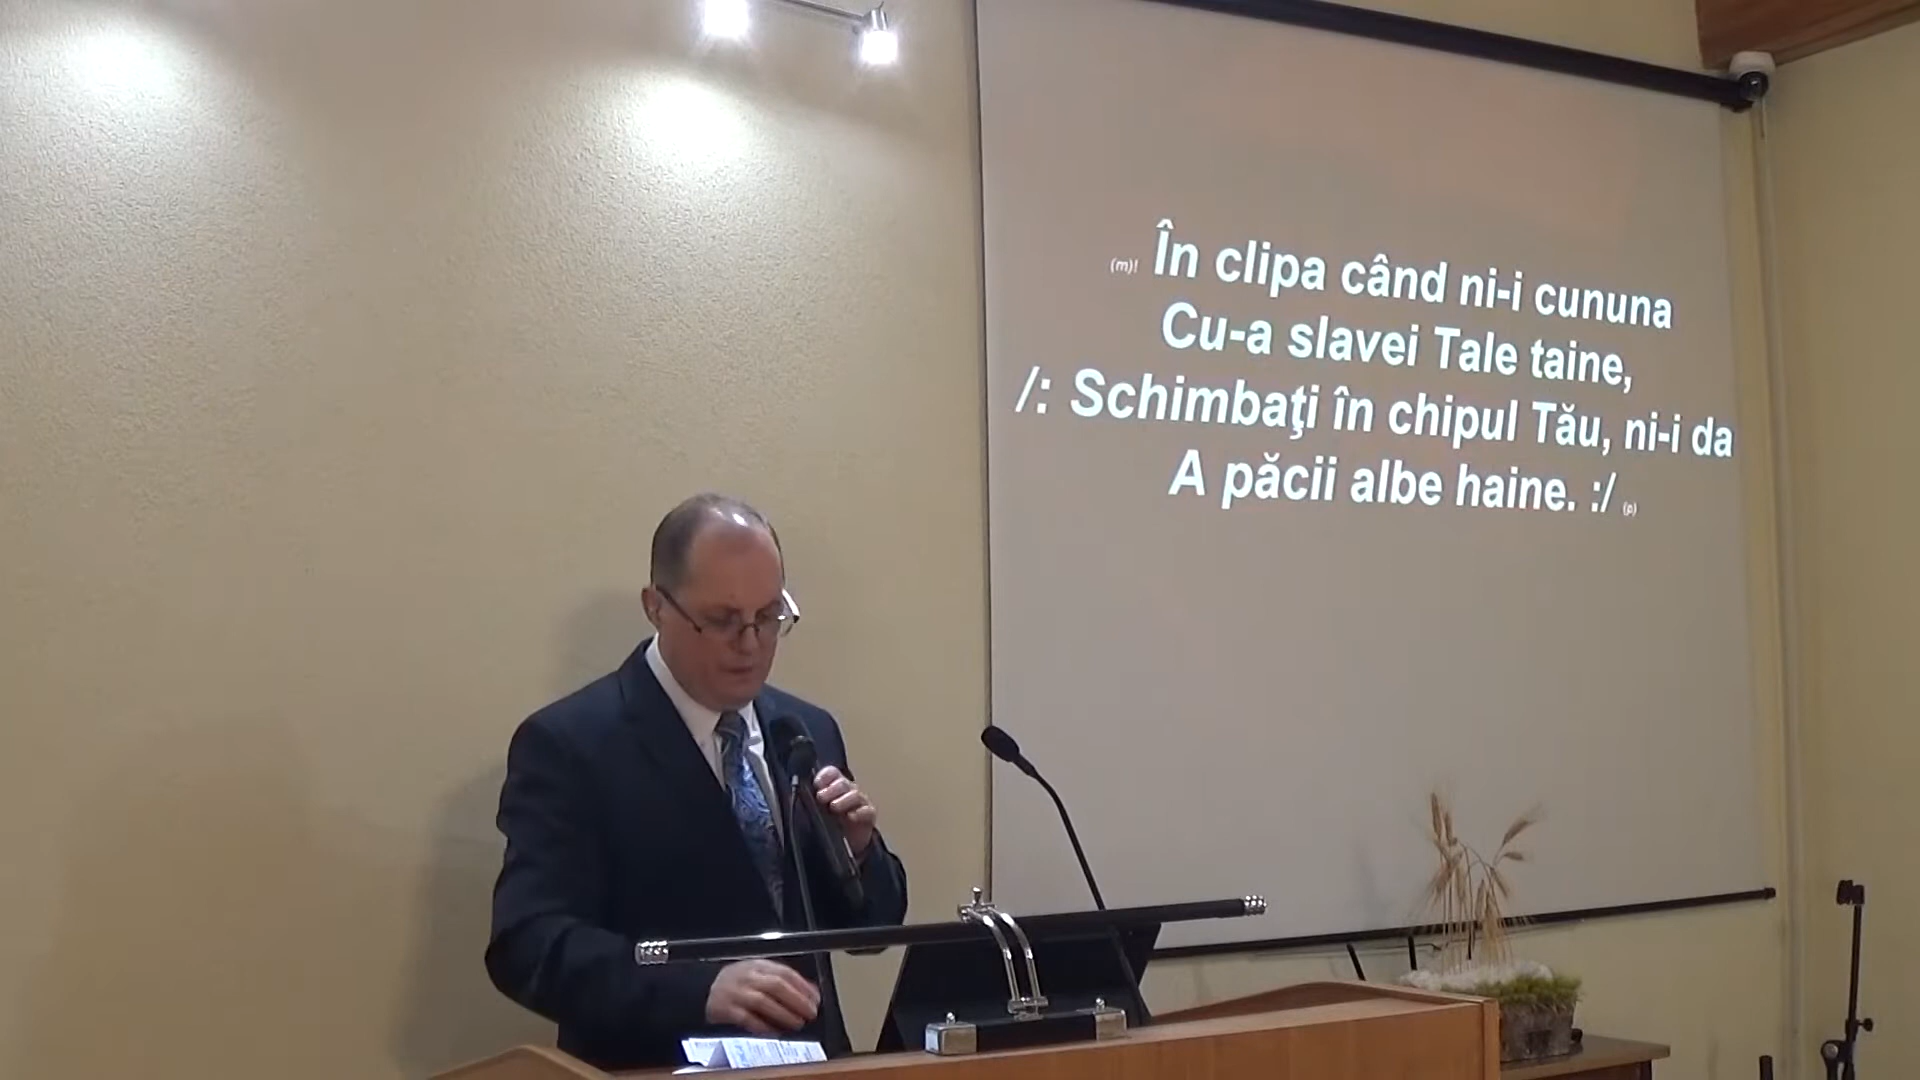 (m)! În clipa când ni-i cununa
Cu-a slavei Tale taine,
/: Schimbaţi în chipul Tău, ni-i da
A păcii albe haine. :/ (p)